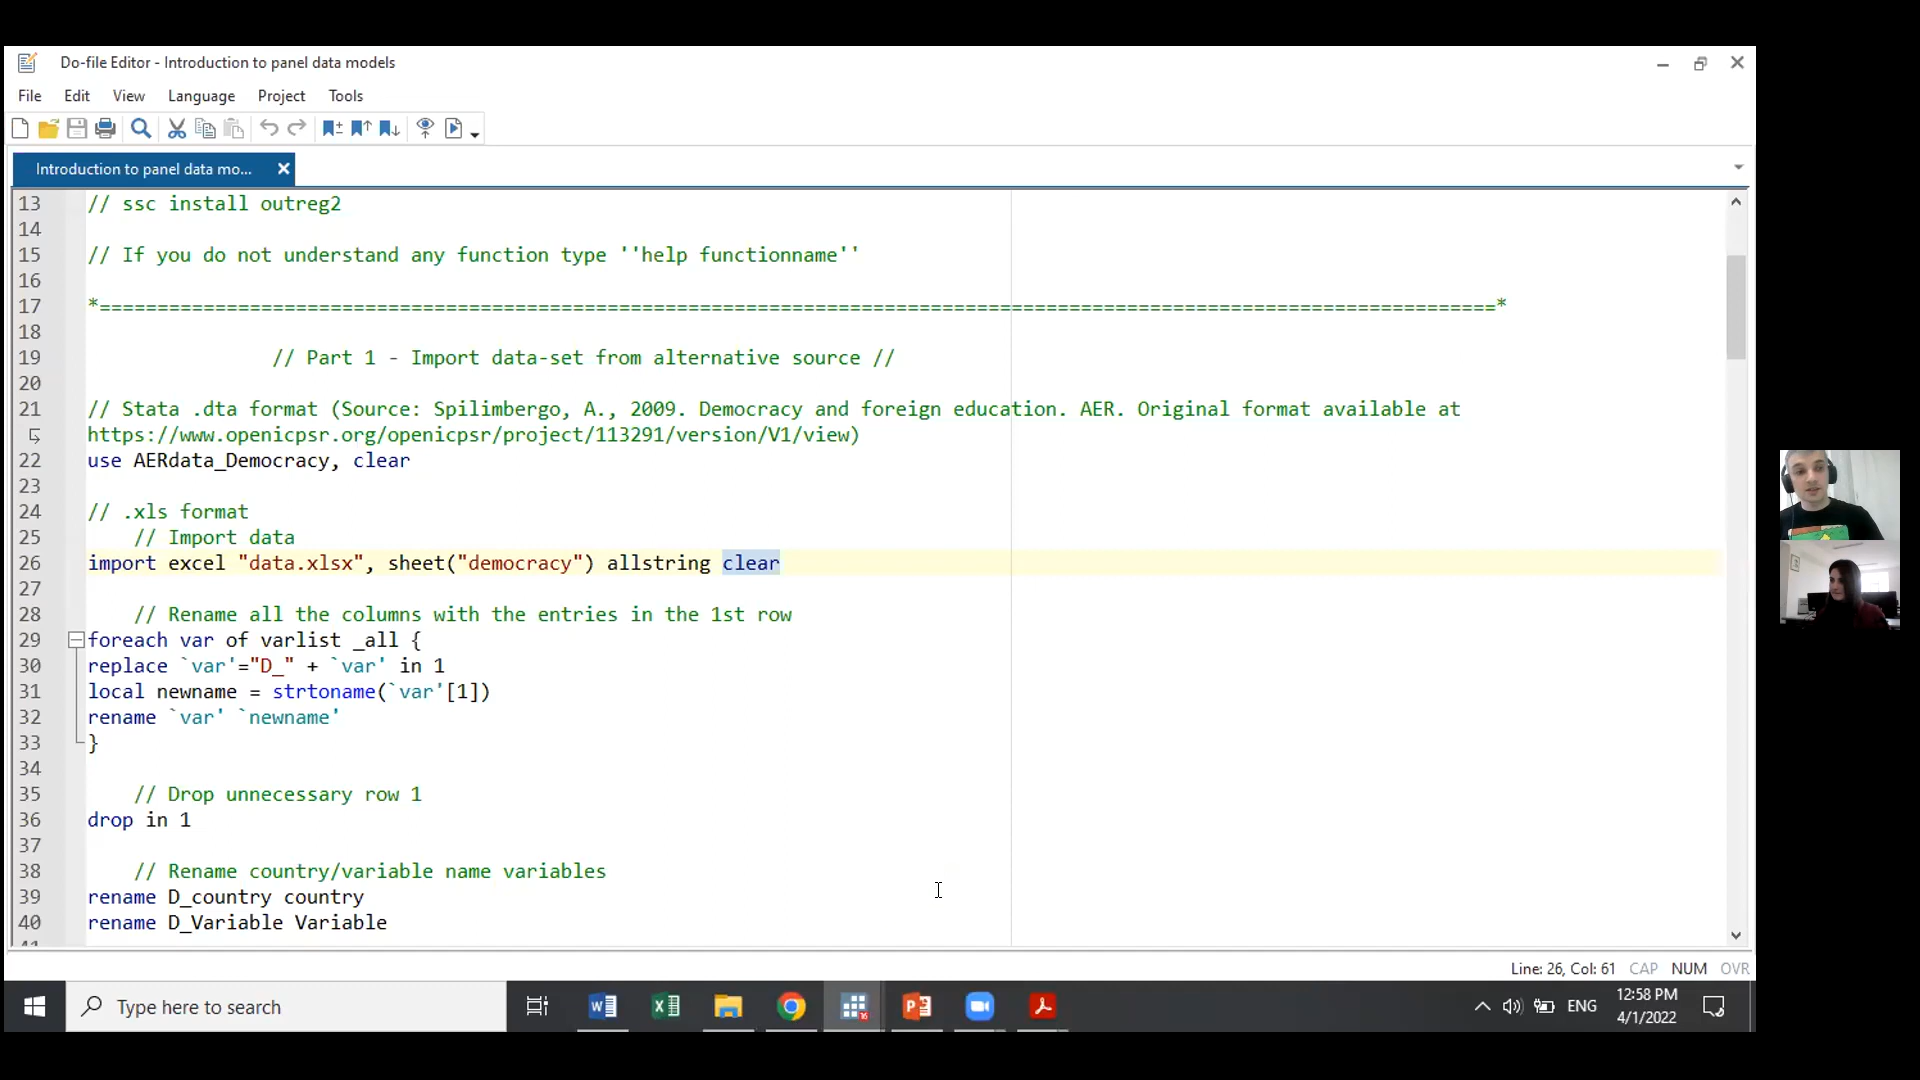 Do-file Editor - Introduction to panel data models
File Edit View Language Project Tools
Introduction to panel data mo...
13 // ssc install outreg2
14
15 // If you do not understand any function type ''help functionname''
16
17 *=========================================================================================================================*
18
19 // Part 1 - Import data-set from alternative source //
20
21 // Stata .dta format (Source: Spilimbergo, A., 2009. Democracy and foreign education. AER. Original format available at
https://www.openicpsr.org/openicpsr/project/113291/version/V1/view)
22 use AERdata_Democracy, clear
23
24 // .xls format
25 // Import data
26 import excel "data.xlsx", sheet("democracy") allstring clear
27
28 // Rename all the columns with the entries in the 1st row
29 foreach var of varlist _all {
30 replace `var'="D_" + `var' in 1
31 local newname = strtoname(`var'[1])
32 rename `var' `newname'
33 }
34
35 // Drop unnecessary row 1
36 drop in 1
37
38 // Rename country/variable name variables
39 rename D_country country
40 rename D_Variable Variable
41
Line: 26, Col: 61 CAP NUM OVR
Type here to search
ENG
12:58 PM
4/1/2022